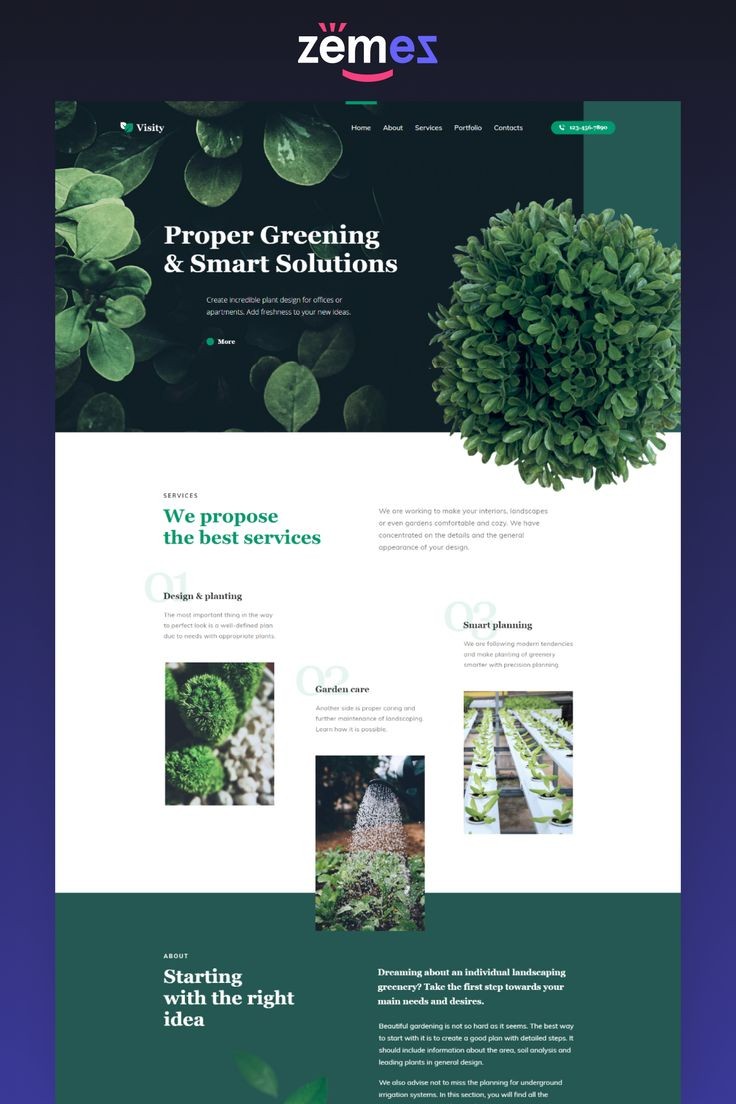 zemez
Visity
Home About Services Portfolio Contacts
123-456-7890
Proper Greening
& Smart Solutions
Create incredible plant design for offices or
apartments. Add freshness to your new ideas.
More
SERVICES
We propose
the best services
We are working to make your interiors, landscapes
or even gardens comfortable and cozy. We have
concentrated on the details and the general
appearance of your design.
01
Design & planting
The most important thing in the way
to perfect look is a well-defined plan
due to needs with appropriate plants.
02
Garden care
Another side is proper caring and
further maintenance of landscaping.
Learn how it is possible.
03
Smart planning
We are following modern tendencies
and make planting of greenery
smarter with precision planning.
ABOUT
Starting
with the right
idea
Dreaming about an individual landscaping
greenery? Take the first step towards your
main needs and desires.
Beautiful gardening is not so hard as it seems. The best way
to start with it is to create a good plan with detailed steps. It
should include information about the area, soil analysis and
leading plants in general design.
We also advise not to miss the planning for underground
irrigation systems. In this section, you will find all the